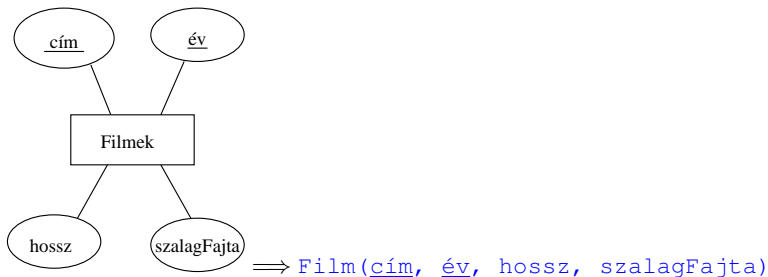 cím
év
Filmek
hossz
szalagFajta
⟹ Film(cím, év, hossz, szalagFajta)